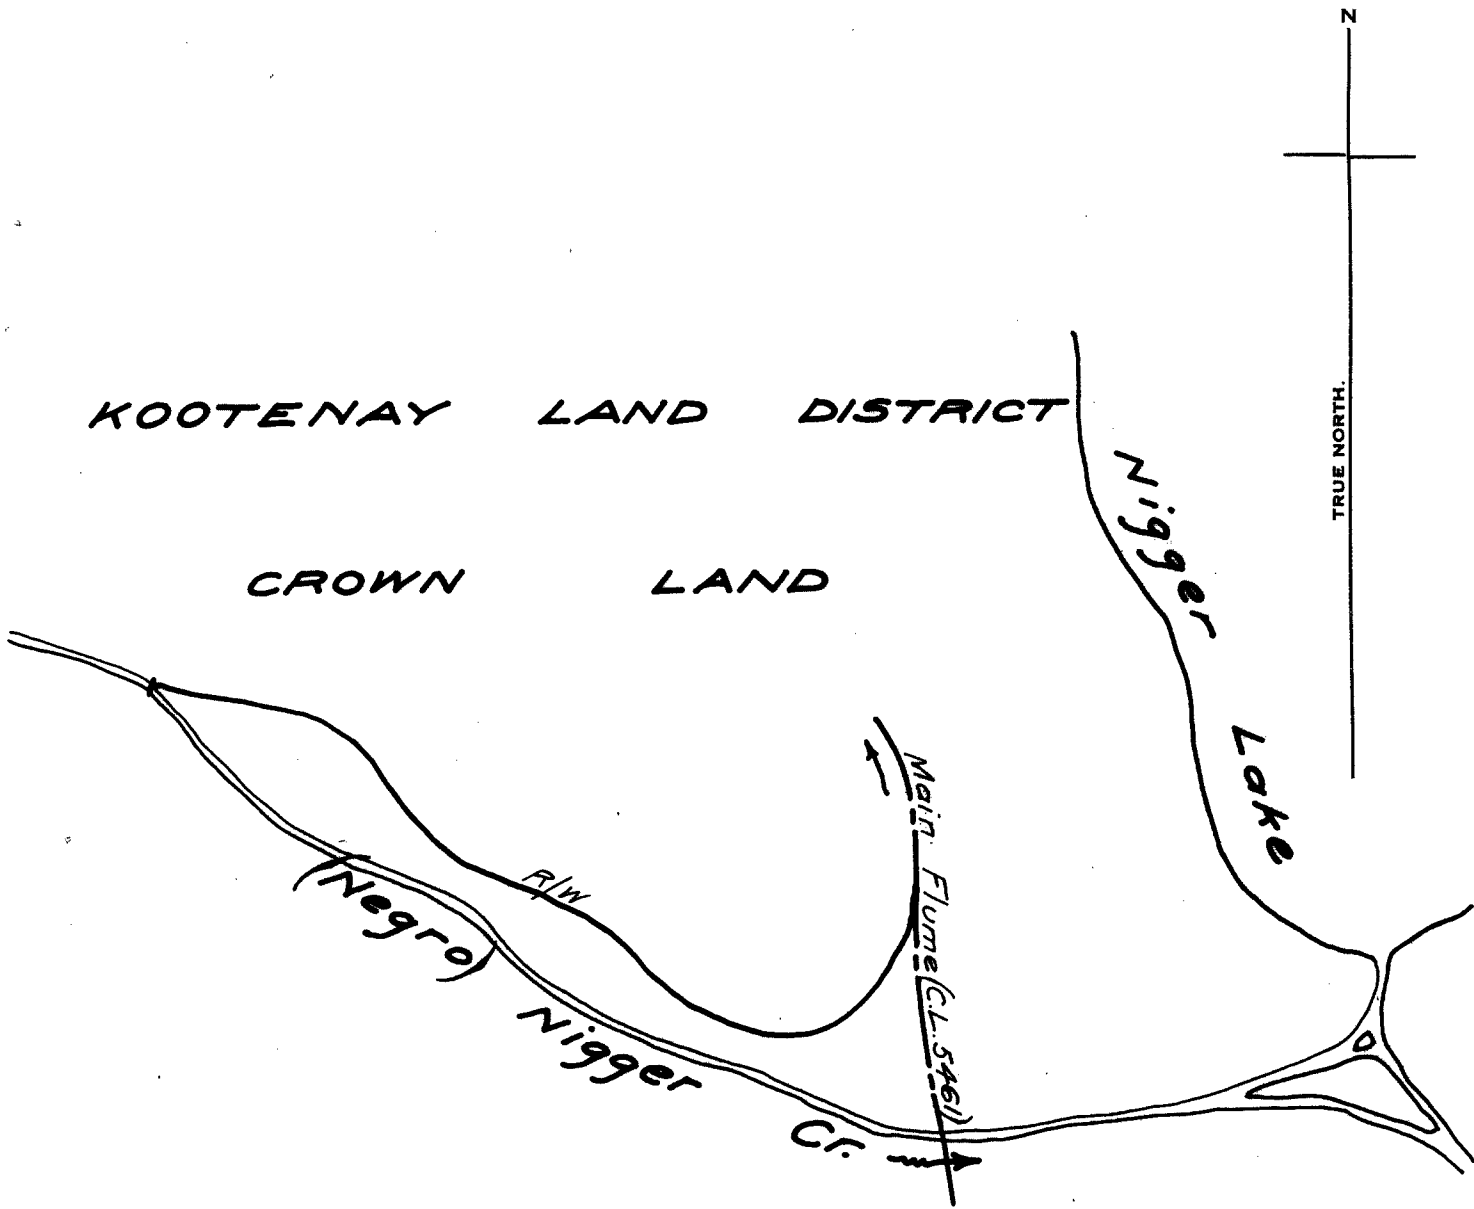 N
TRUE NORTH.
KOOTENAY LAND DISTRICT
CROWN LAND
Nigger Lake
R/W
Main Flume (C.L. 5461)
(Negro)
Nigger Cr.